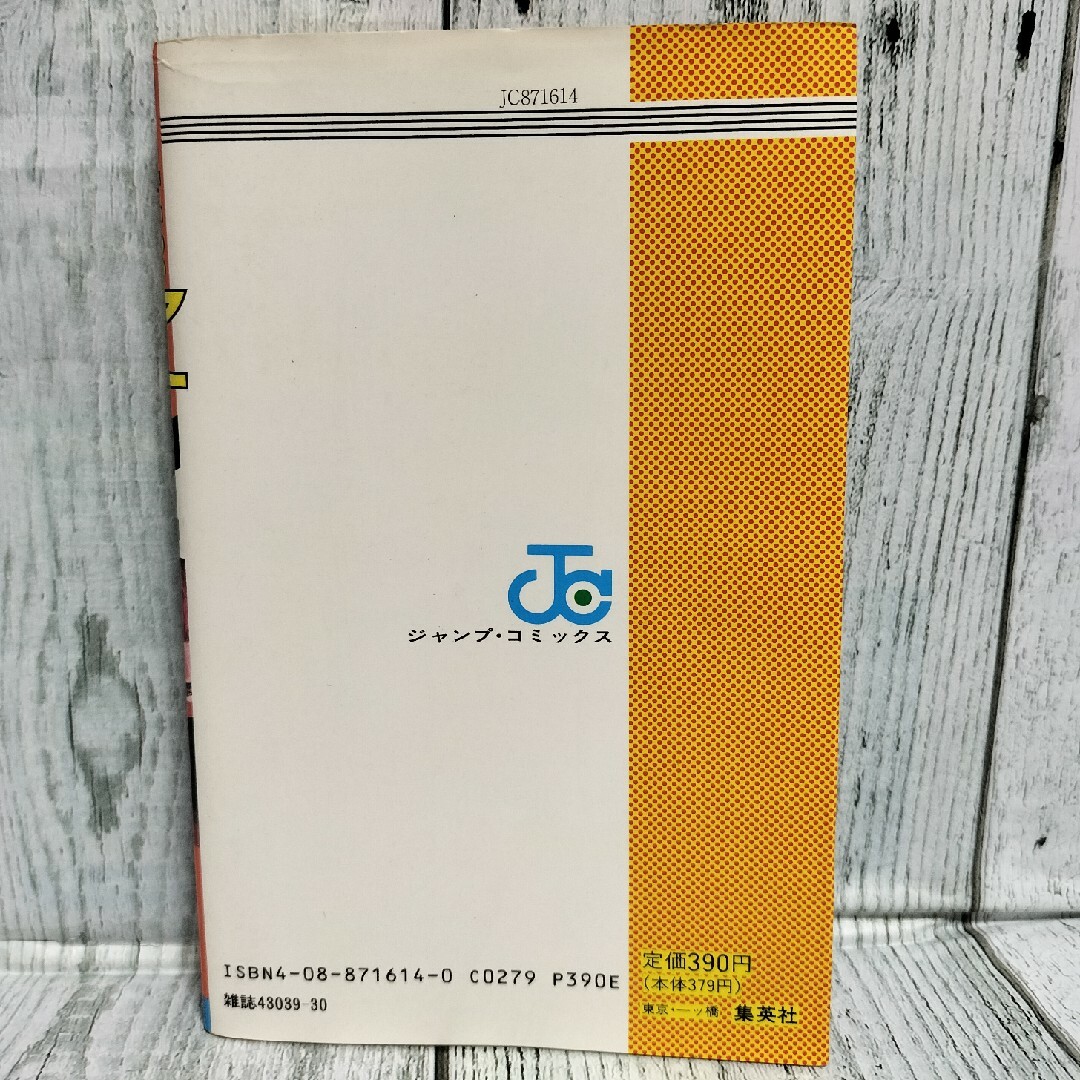 JC871614
JC
ジャンプ・コミックス
ISBN4-08-871614-0 C0279 P390E
雑誌43039-30
定価390円
(本体379円)
東京・一ツ橋 集英社